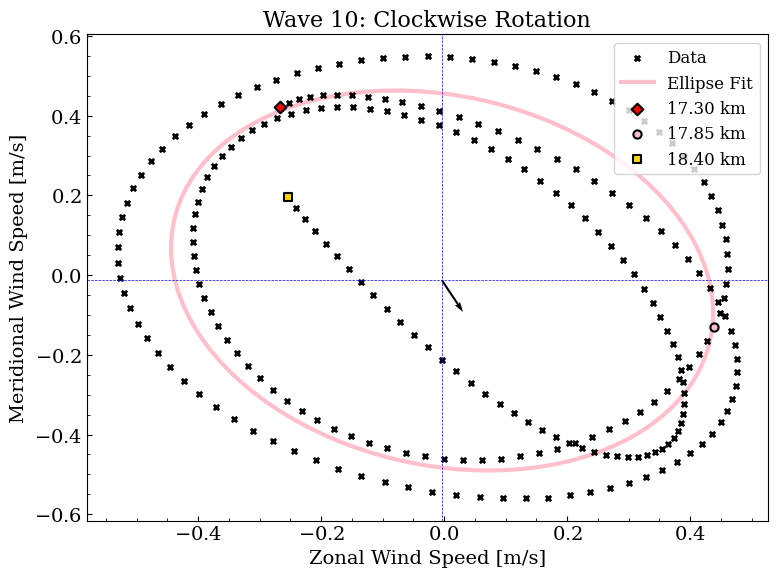 Wave 10: Clockwise Rotation
Data
Ellipse Fit
17.30 km
17.85 km
18.40 km
0.6
0.4
0.2
0.0
−0.2
−0.4
−0.6
Meridional Wind Speed [m/s]
−0.4
−0.2
0.0
0.2
0.4
Zonal Wind Speed [m/s]